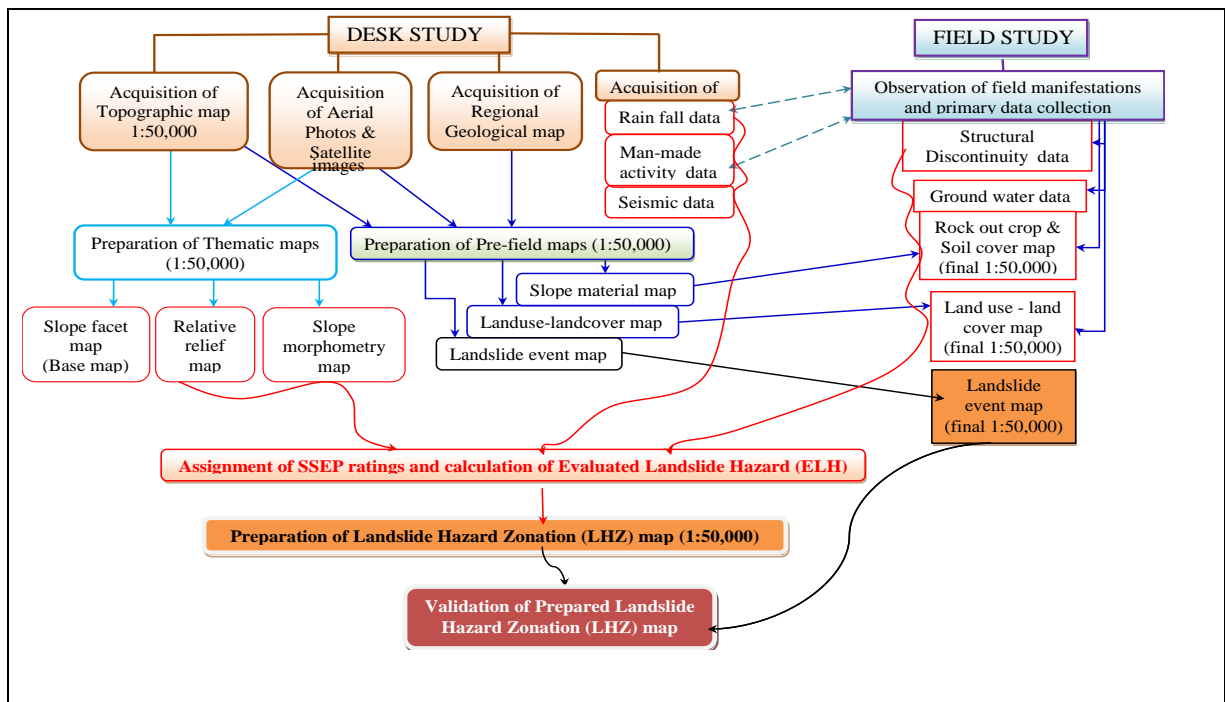 DESK STUDY
FIELD STUDY
Acquisition of
Topographic map
1:50,000
Acquisition
of Aerial
Photos &
Satellite
images
Acquisition of
Regional
Geological map
Acquisition of
Rain fall data
Man-made
activity data
Seismic data
Observation of field manifestations
and primary data collection
Structural
Discontinuity data
Ground water data
Rock out crop &
Soil cover map
(final 1:50,000)
Land use - land
cover map
(final 1:50,000)
Landslide
event map
(final 1:50,000)
Preparation of Thematic maps
(1:50,000)
Preparation of Pre-field maps (1:50,000)
Slope material map
Landuse-landcover map
Landslide event map
Slope facet
map
(Base map)
Relative
relief
map
Slope
morphometry
map
Assignment of SSEP ratings and calculation of Evaluated Landslide Hazard (ELH)
Preparation of Landslide Hazard Zonation (LHZ) map (1:50,000)
Validation of Prepared Landslide
Hazard Zonation (LHZ) map